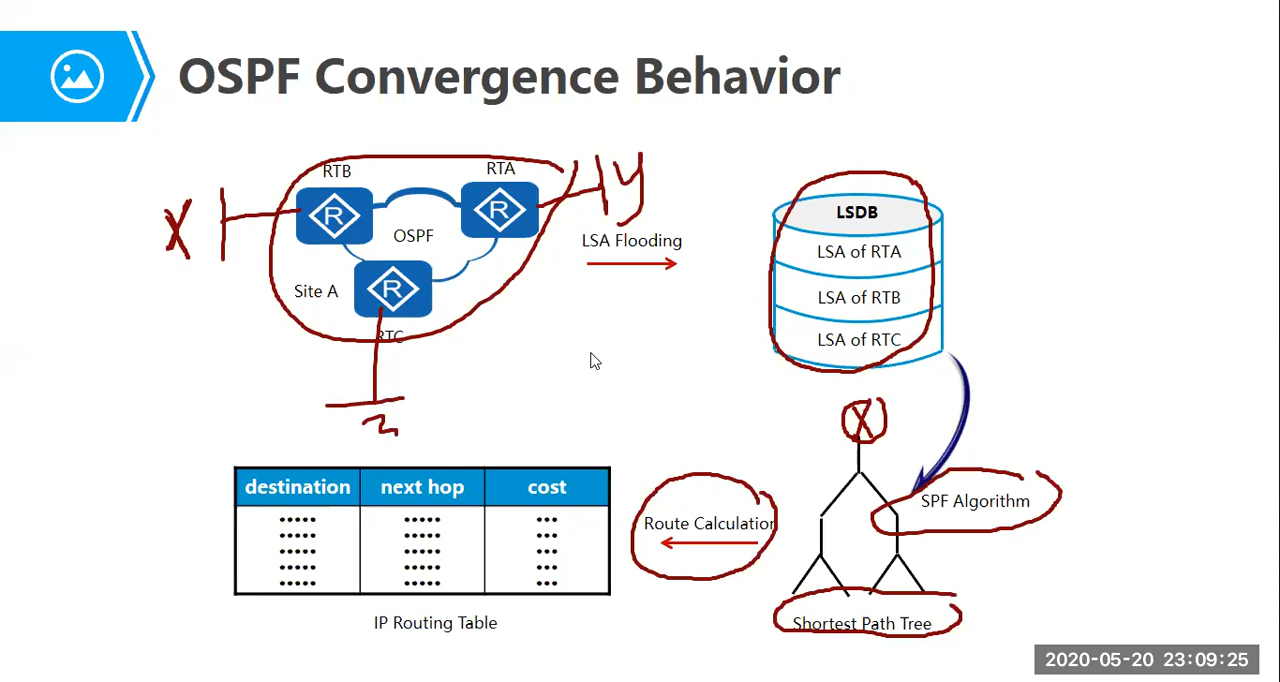 OSPF Convergence Behavior
RTB
RTA
R
R
OSPF
R
Site A
RTC
X
y
z
LSA Flooding
LSDB
LSA of RTA
LSA of RTB
LSA of RTC
X
SPF Algorithm
Shortest Path Tree
Route Calculation
destination next hop cost
IP Routing Table
2020-05-20 23:09:25